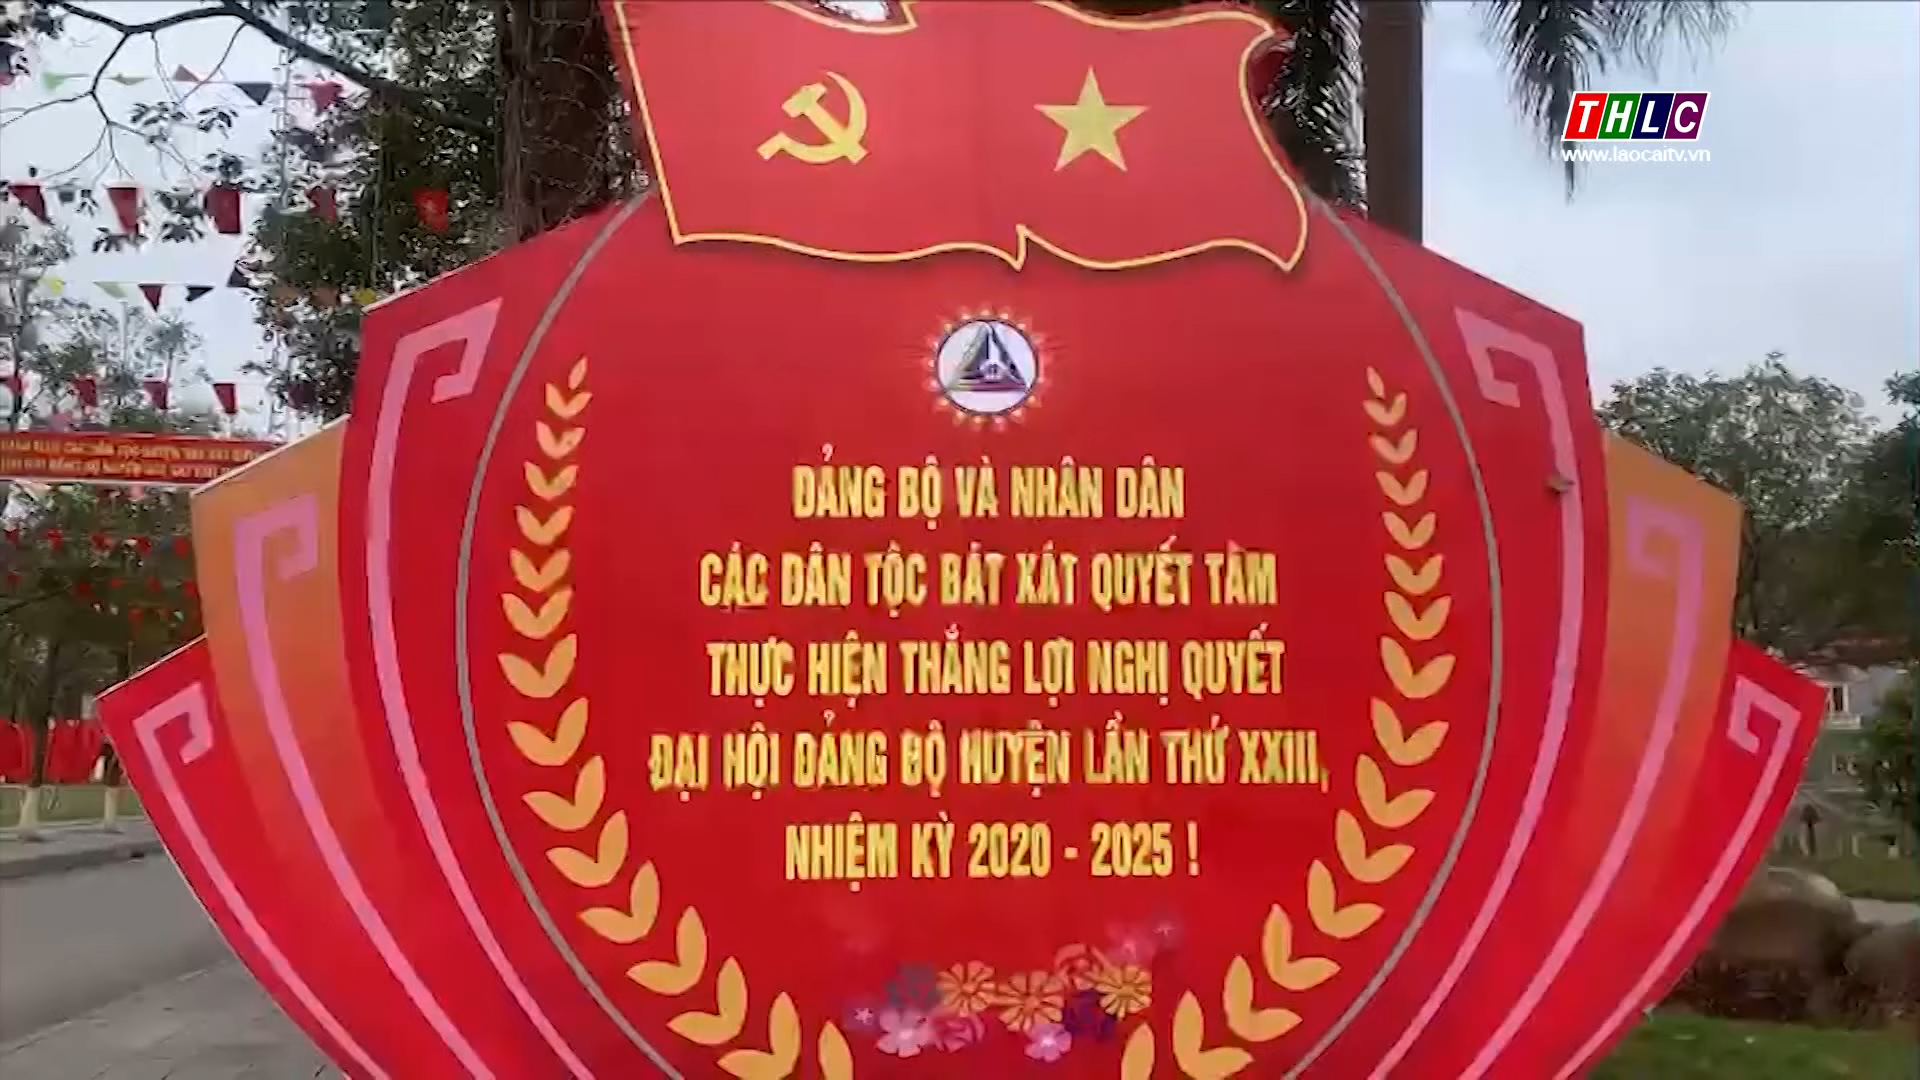 THLC
www.laocaitv.vn
ĐẢNG BỘ VÀ NHÂN DÂN
CÁC DÂN TỘC BÁT XÁT QUYẾT TÂM
THỰC HIỆN THẮNG LỢI NGHỊ QUYẾT
ĐẠI HỘI ĐẢNG BỘ HUYỆN LẦN THỨ XXIII,
NHIỆM KỲ 2020 - 2025 !